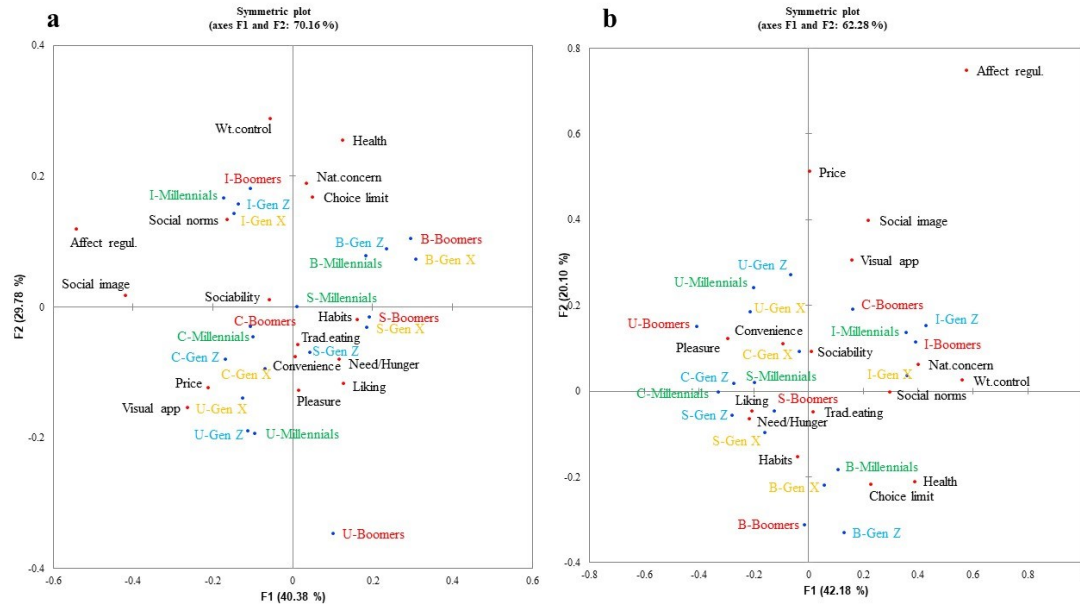 a
Symmetric plot
(axes F1 and F2: 70.16 %)
0.4
0.2
0
-0.2
-0.4
F2 (29.78 %)
Wt.control
Health
I-Boomers
Nat.concern
I-Millennials
Choice limit
I-Gen Z
Social norms
I-Gen X
Affect regul.
B-Gen Z
B-Boomers
B-Millennials
B-Gen X
Social image
Sociability
S-Millennials
Habits
C-Boomers
S-Boomers
C-Millennials
Trad.eating
S-Gen X
C-Gen Z
S-Gen Z
Convenience
Need/Hunger
C-Gen X
Price
Liking
Visual app
U-Gen X
Pleasure
U-Gen Z
U-Millennials
U-Boomers
-0.6
-0.4
-0.2
0
0.2
0.4
0.6
F1 (40.38 %)
b
Symmetric plot
(axes F1 and F2: 62.28 %)
0.8
0.6
0.4
0.2
0
-0.2
-0.4
F2 (20.10 %)
Affect regul.
Price
Social image
Visual app
U-Gen Z
U-Millennials
U-Gen X
C-Boomers
I-Gen Z
U-Boomers
Convenience
I-Millennials
Pleasure
I-Boomers
C-Gen X
Sociability
Nat.concern
C-Gen Z
S-Millennials
I-Gen X
Wt.control
C-Millennials
Liking
S-Boomers
Social norms
S-Gen Z
Need/Hunger
Trad.eating
S-Gen X
Habits
B-Millennials
B-Gen X
Health
Choice limit
B-Boomers
B-Gen Z
-0.8
-0.6
-0.4
-0.2
0
0.2
0.4
0.6
0.8
1
F1 (42.18 %)